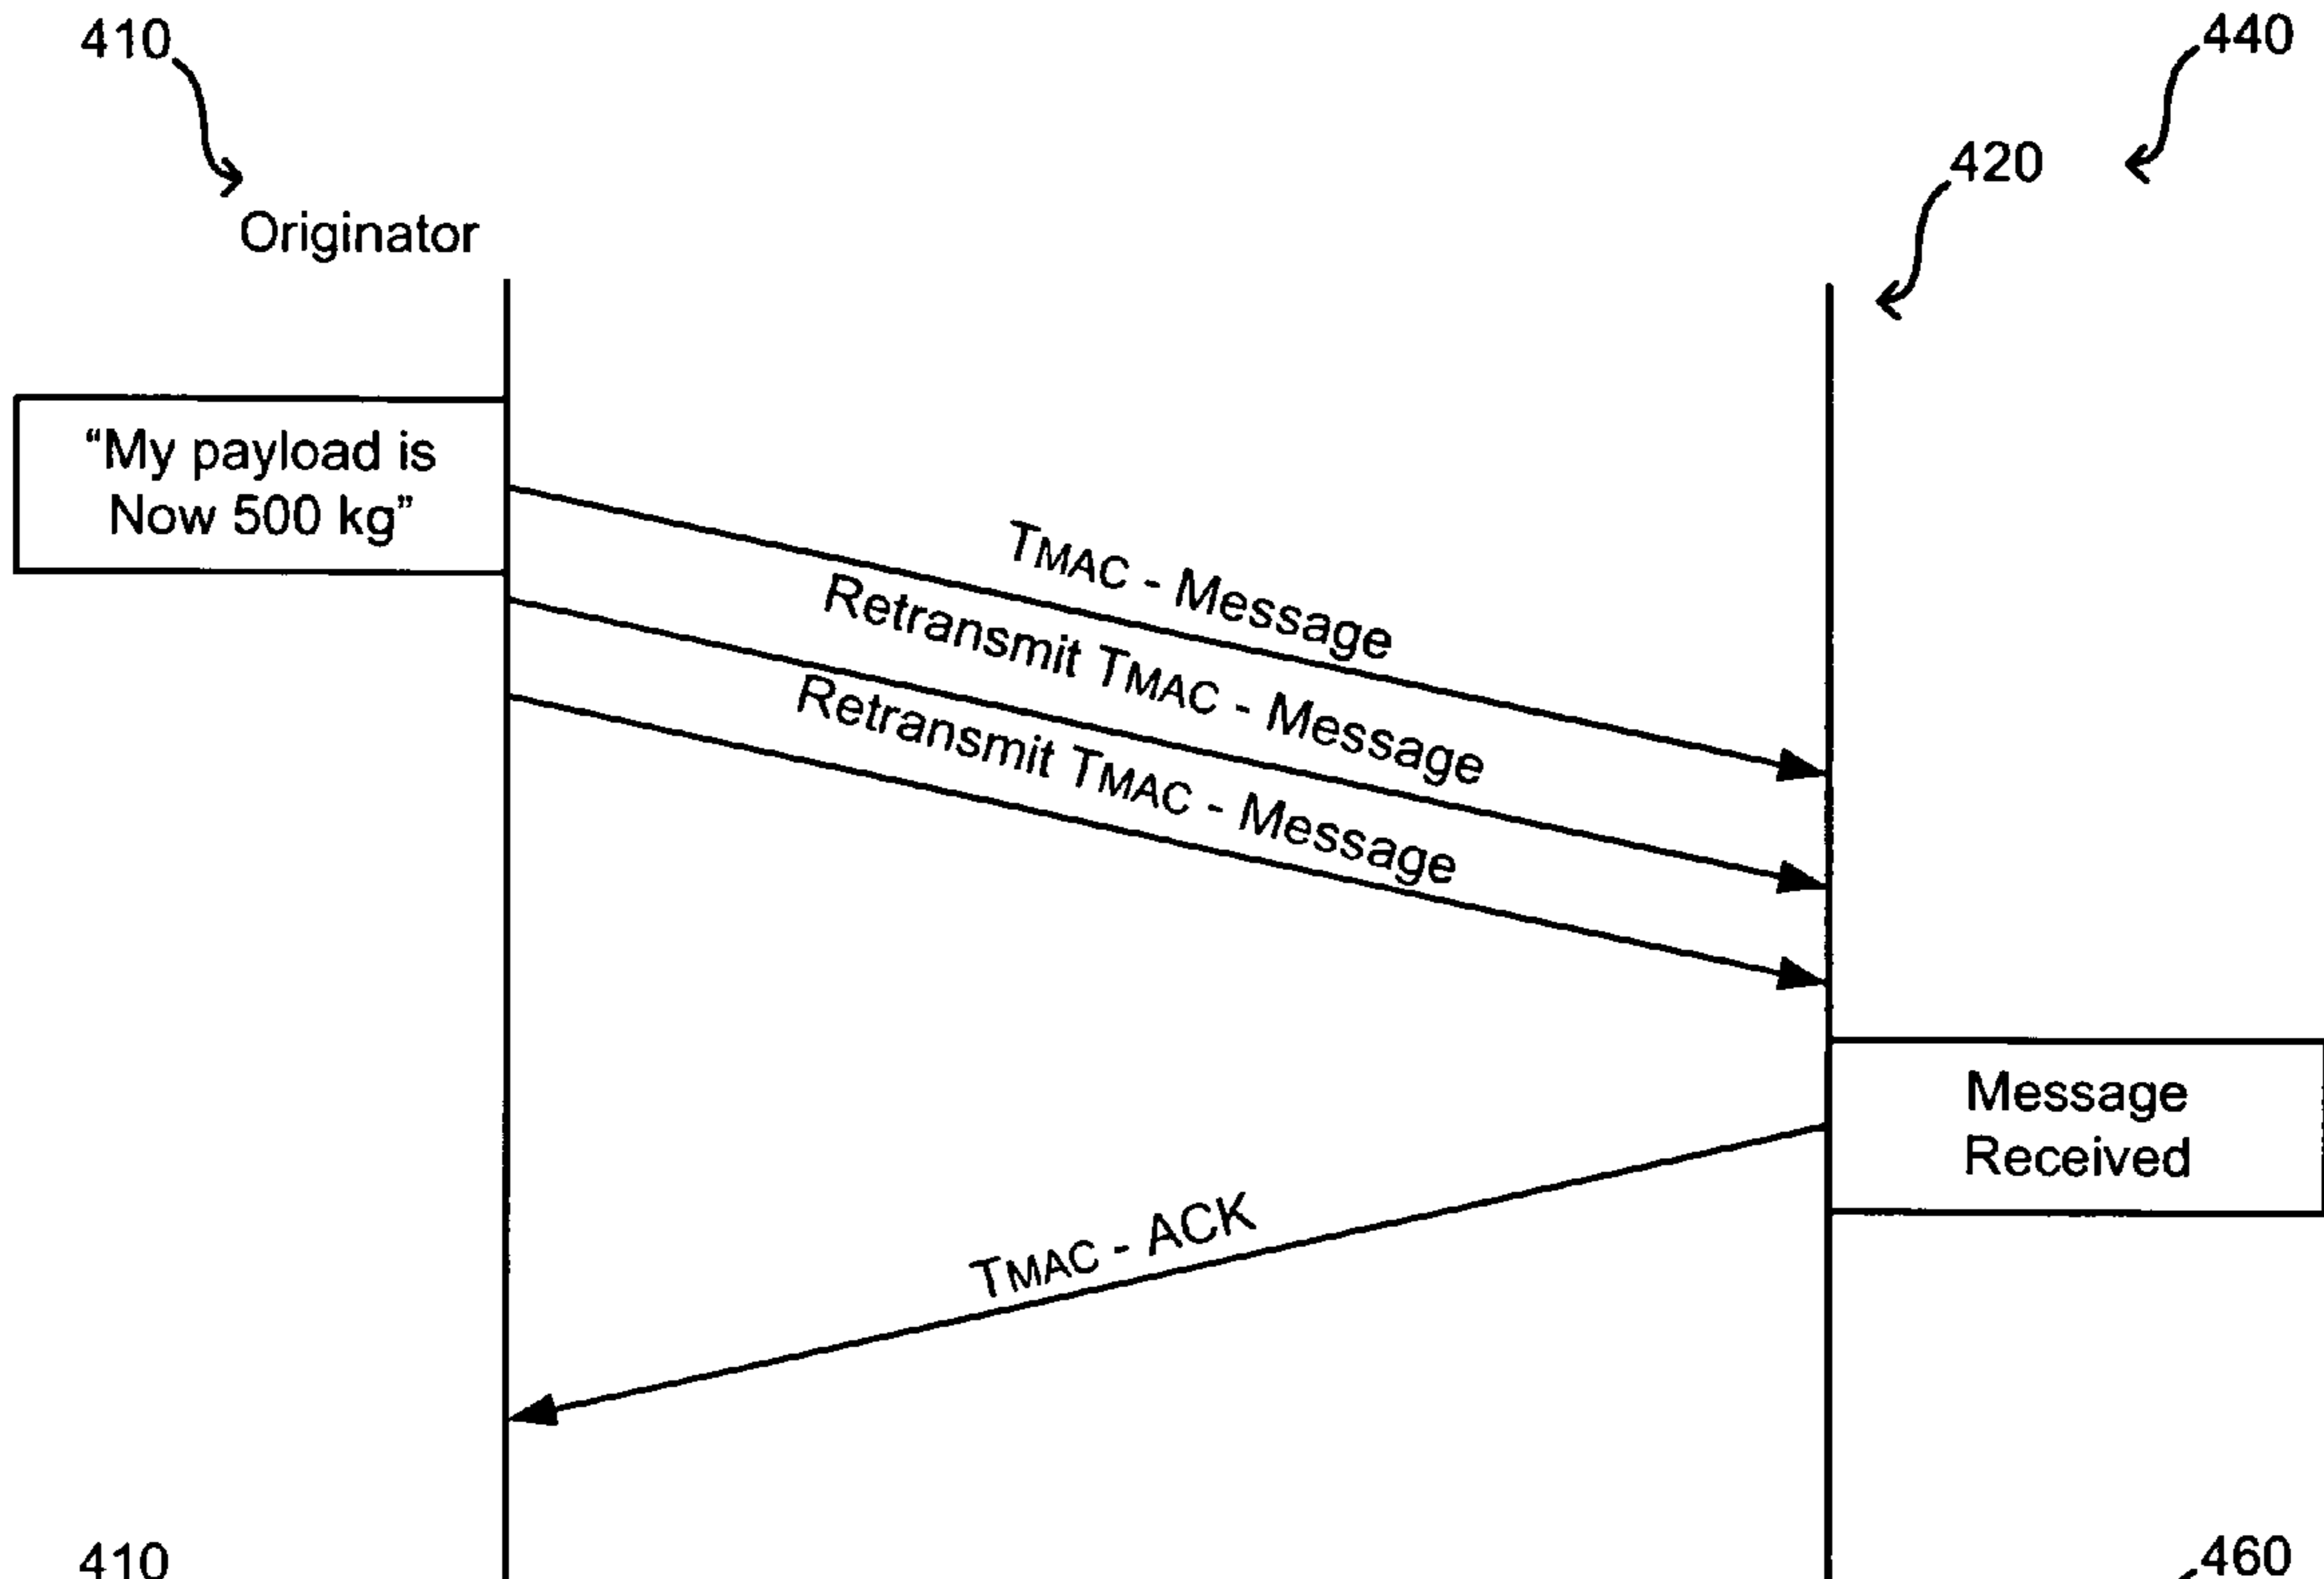 410
440
420
Originator
“My payload is
Now 500 kg”
TMAC - Message
Retransmit TMAC - Message
Retransmit TMAC - Message
Message
Received
TMAC - ACK
410
460